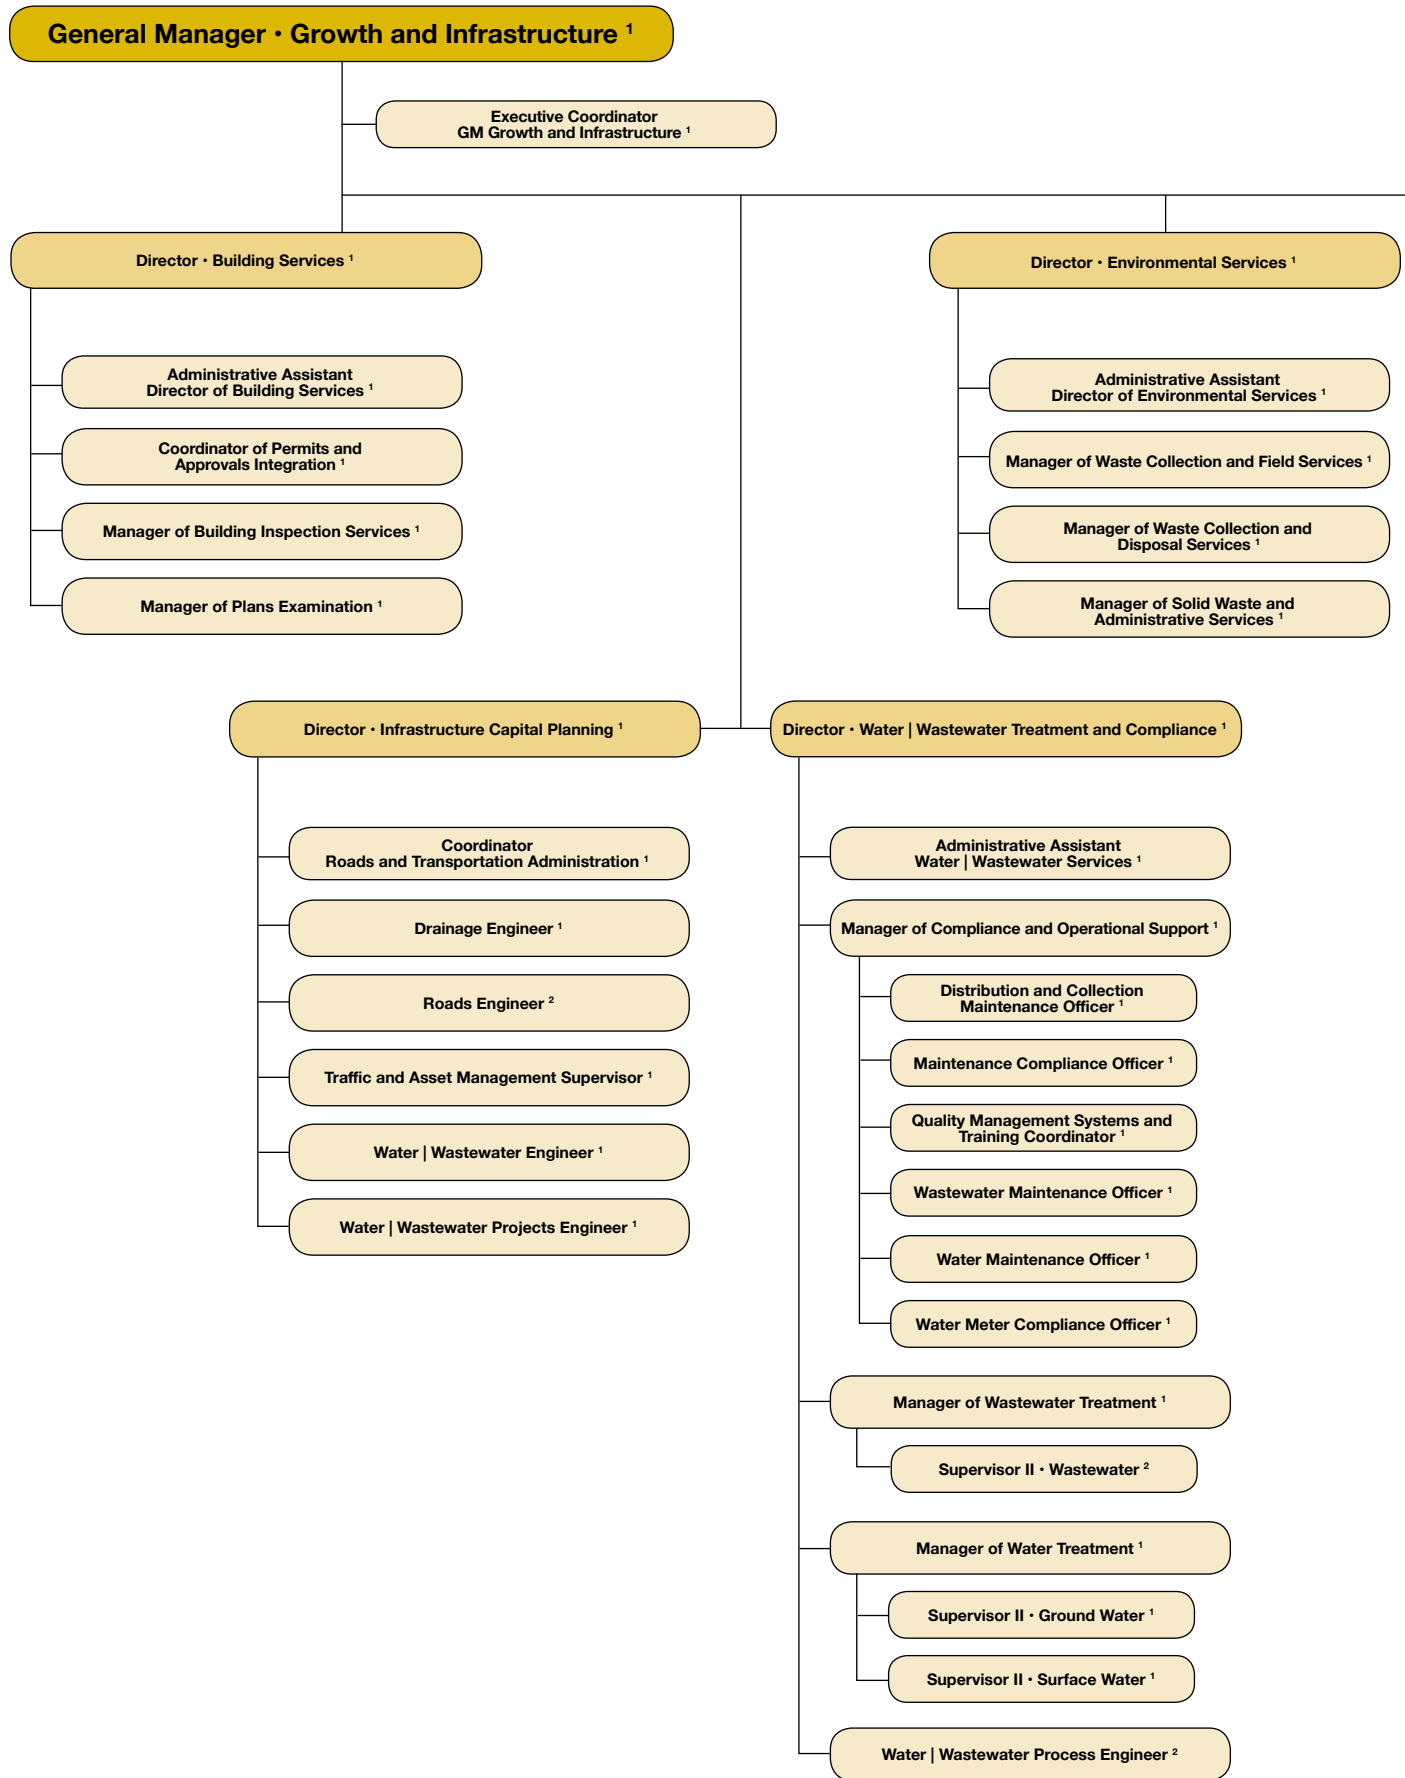 General Manager • Growth and Infrastructure ¹
Executive Coordinator
GM Growth and Infrastructure ¹
Director • Building Services ¹
Administrative Assistant
Director of Building Services ¹
Coordinator of Permits and
Approvals Integration ¹
Manager of Building Inspection Services ¹
Manager of Plans Examination ¹
Director • Environmental Services ¹
Administrative Assistant
Director of Environmental Services ¹
Manager of Waste Collection and Field Services ¹
Manager of Waste Collection and
Disposal Services ¹
Manager of Solid Waste and
Administrative Services ¹
Director • Infrastructure Capital Planning ¹
Coordinator
Roads and Transportation Administration ¹
Drainage Engineer ¹
Roads Engineer ²
Traffic and Asset Management Supervisor ¹
Water | Wastewater Engineer ¹
Water | Wastewater Projects Engineer ¹
Director • Water | Wastewater Treatment and Compliance ¹
Administrative Assistant
Water | Wastewater Services ¹
Manager of Compliance and Operational Support ¹
Distribution and Collection
Maintenance Officer ¹
Maintenance Compliance Officer ¹
Quality Management Systems and
Training Coordinator ¹
Wastewater Maintenance Officer ¹
Water Maintenance Officer ¹
Water Meter Compliance Officer ¹
Manager of Wastewater Treatment ¹
Supervisor II • Wastewater ²
Manager of Water Treatment ¹
Supervisor II • Ground Water ¹
Supervisor II • Surface Water ¹
Water | Wastewater Process Engineer ²